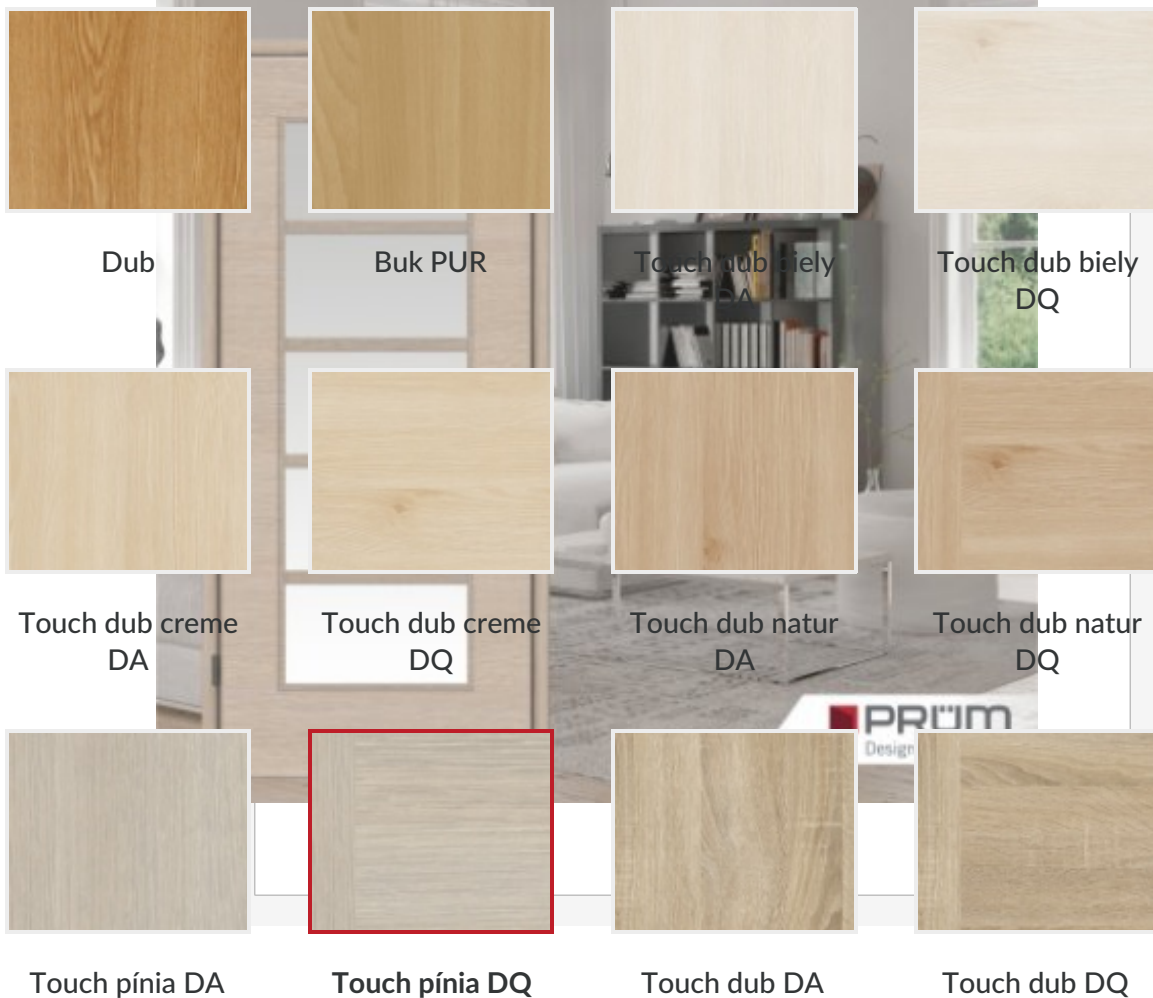 Dub
Buk PUR
Touch dub biely
DA
Touch dub biely
DQ
Touch dub creme
DA
Touch dub creme
DQ
Touch dub natur
DA
Touch dub natur
DQ
PRÜM
Design
Touch pínia DA
Touch pínia DQ
Touch dub DA
Touch dub DQ